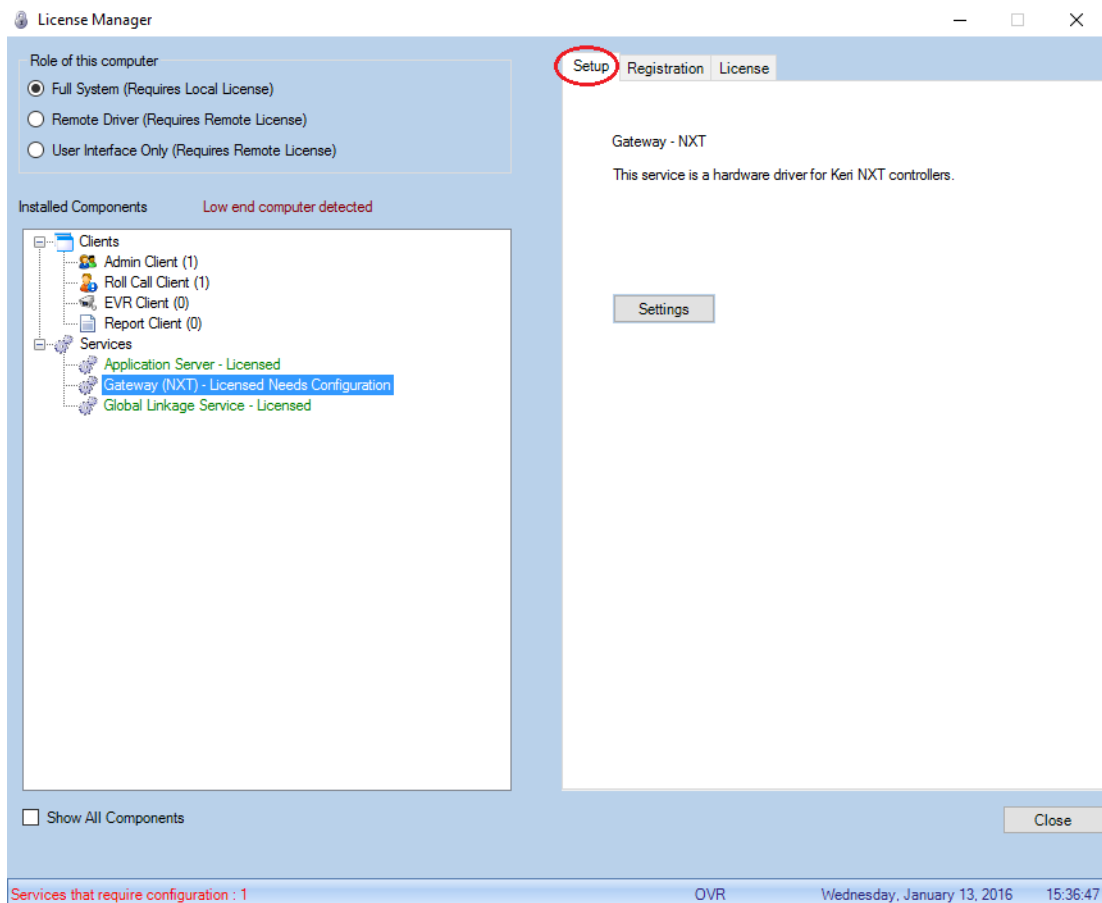 License Manager
Role of this computer
Full System (Requires Local License)
Remote Driver (Requires Remote License)
User Interface Only (Requires Remote License)
Installed Components Low end computer detected
Clients
Admin Client (1)
Roll Call Client (1)
EVR Client (0)
Report Client (0)
Services
Application Server - Licensed
Gateway (NXT) - Licensed Needs Configuration
Global Linkage Service - Licensed
Show All Components
Setup Registration License
Gateway - NXT
This service is a hardware driver for Keri NXT controllers.
Settings
Close
Services that require configuration : 1 OVR Wednesday, January 13, 2016 15:36:47